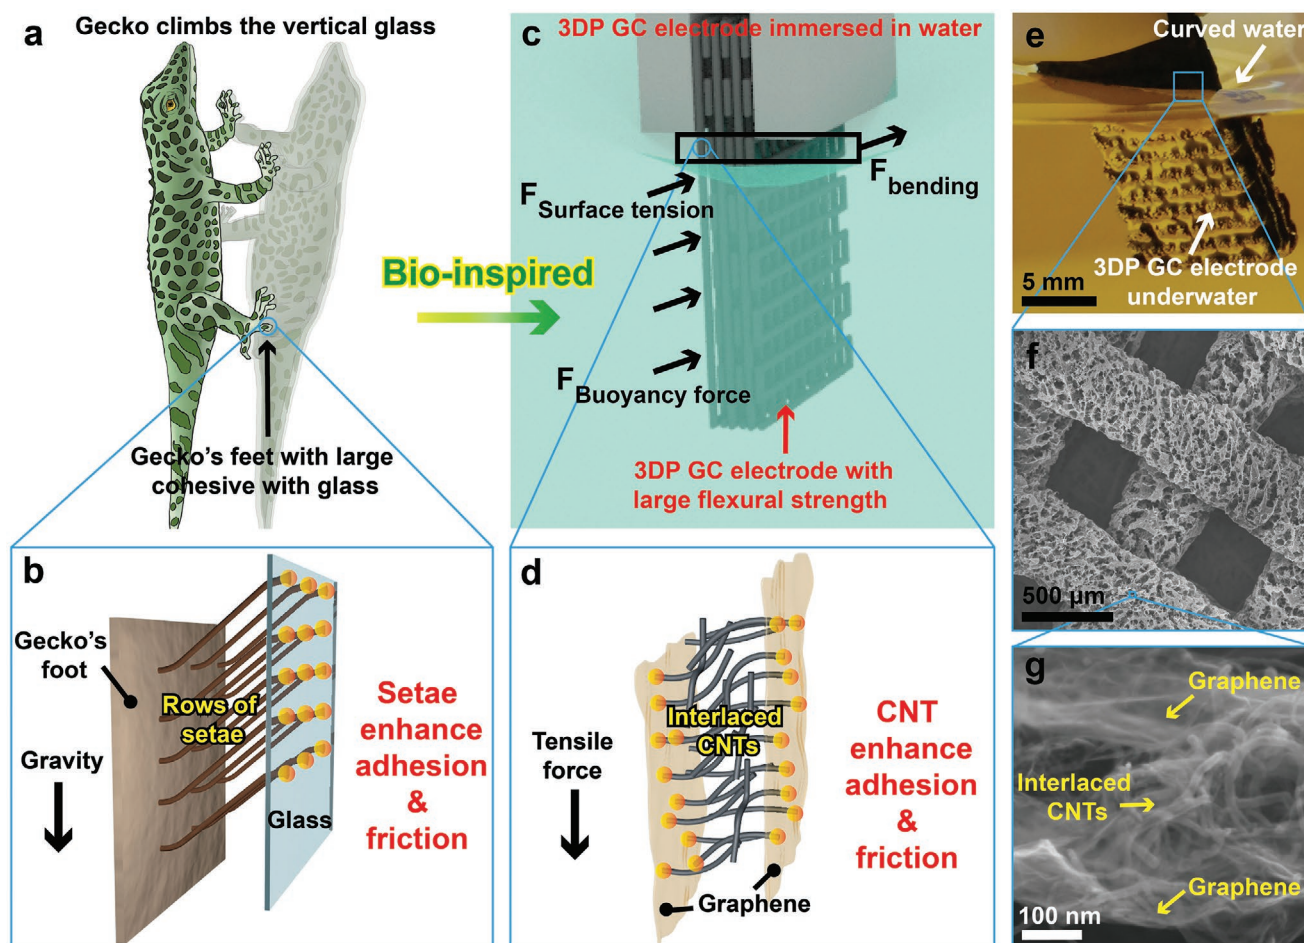 a
Gecko climbs the vertical glass
Gecko's feet with large
cohesive with glass
Bio-inspired
b
Gecko's
foot
Rows of
setae
Gravity
Glass
Setae
enhance
adhesion
&
friction
c
3DP GC electrode immersed in water
F bending
F Surface tension
F Buoyancy force
3DP GC electrode with
large flexural strength
d
Interlaced
CNTs
Tensile
force
Graphene
CNT
enhance
adhesion
&
friction
e
Curved water
3DP GC electrode
underwater
5 mm
f
500 µm
g
Graphene
Interlaced
CNTs
Graphene
100 nm